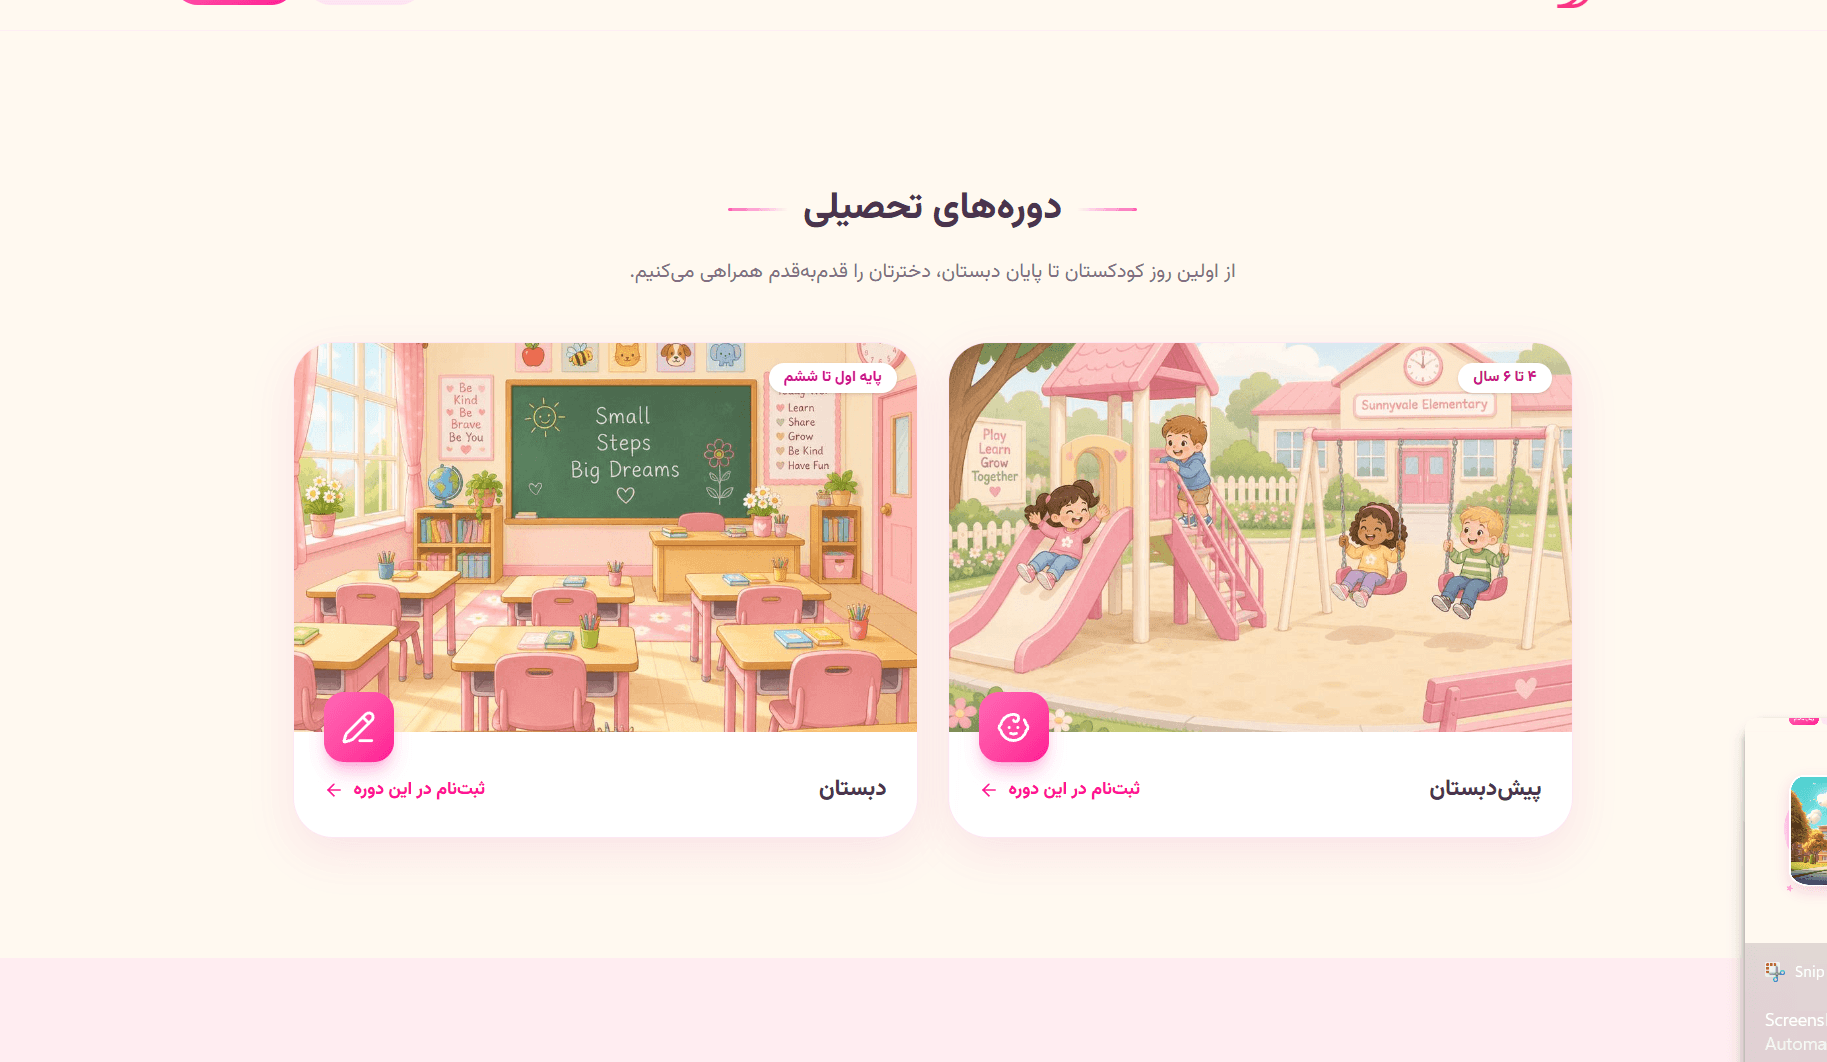 دوره‌های تحصیلی
از اولین روز کودکستان تا پایان دبستان، دخترتان را قدم‌به‌قدم همراهی می‌کنیم.
۴ تا ۶ سال
Sunnyvale Elementary
Play
Learn
Grow
Together
پیش‌دبستان
ثبت‌نام در این دوره
پایه اول تا ششم
Be
Kind
Be
Brave
Be You
Small
Steps
Big Dreams
Learn
Share
Grow
Be Kind
Have Fun
دبستان
ثبت‌نام در این دوره
Snip